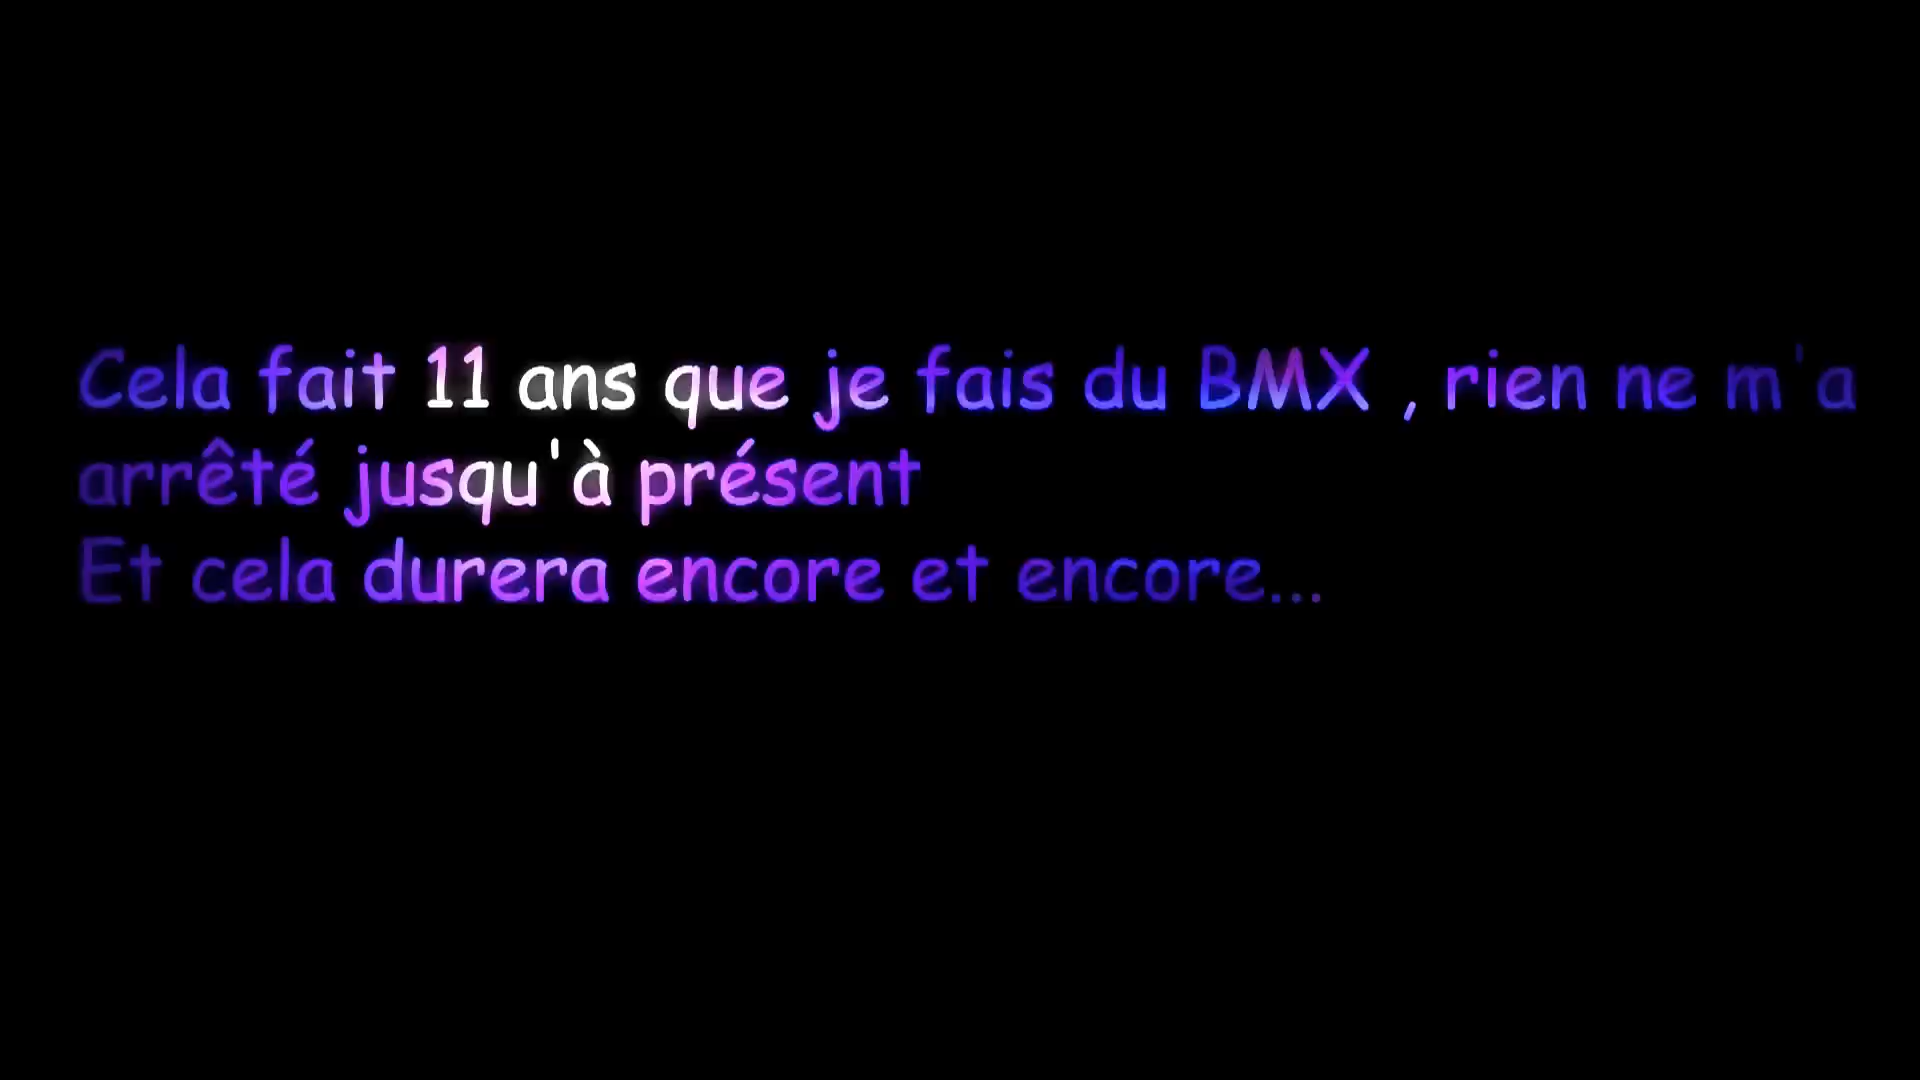 Cela fait 11 ans que je fais du BMX , rien ne m'a
arrêté jusqu'à présent
Et cela durera encore et encore...